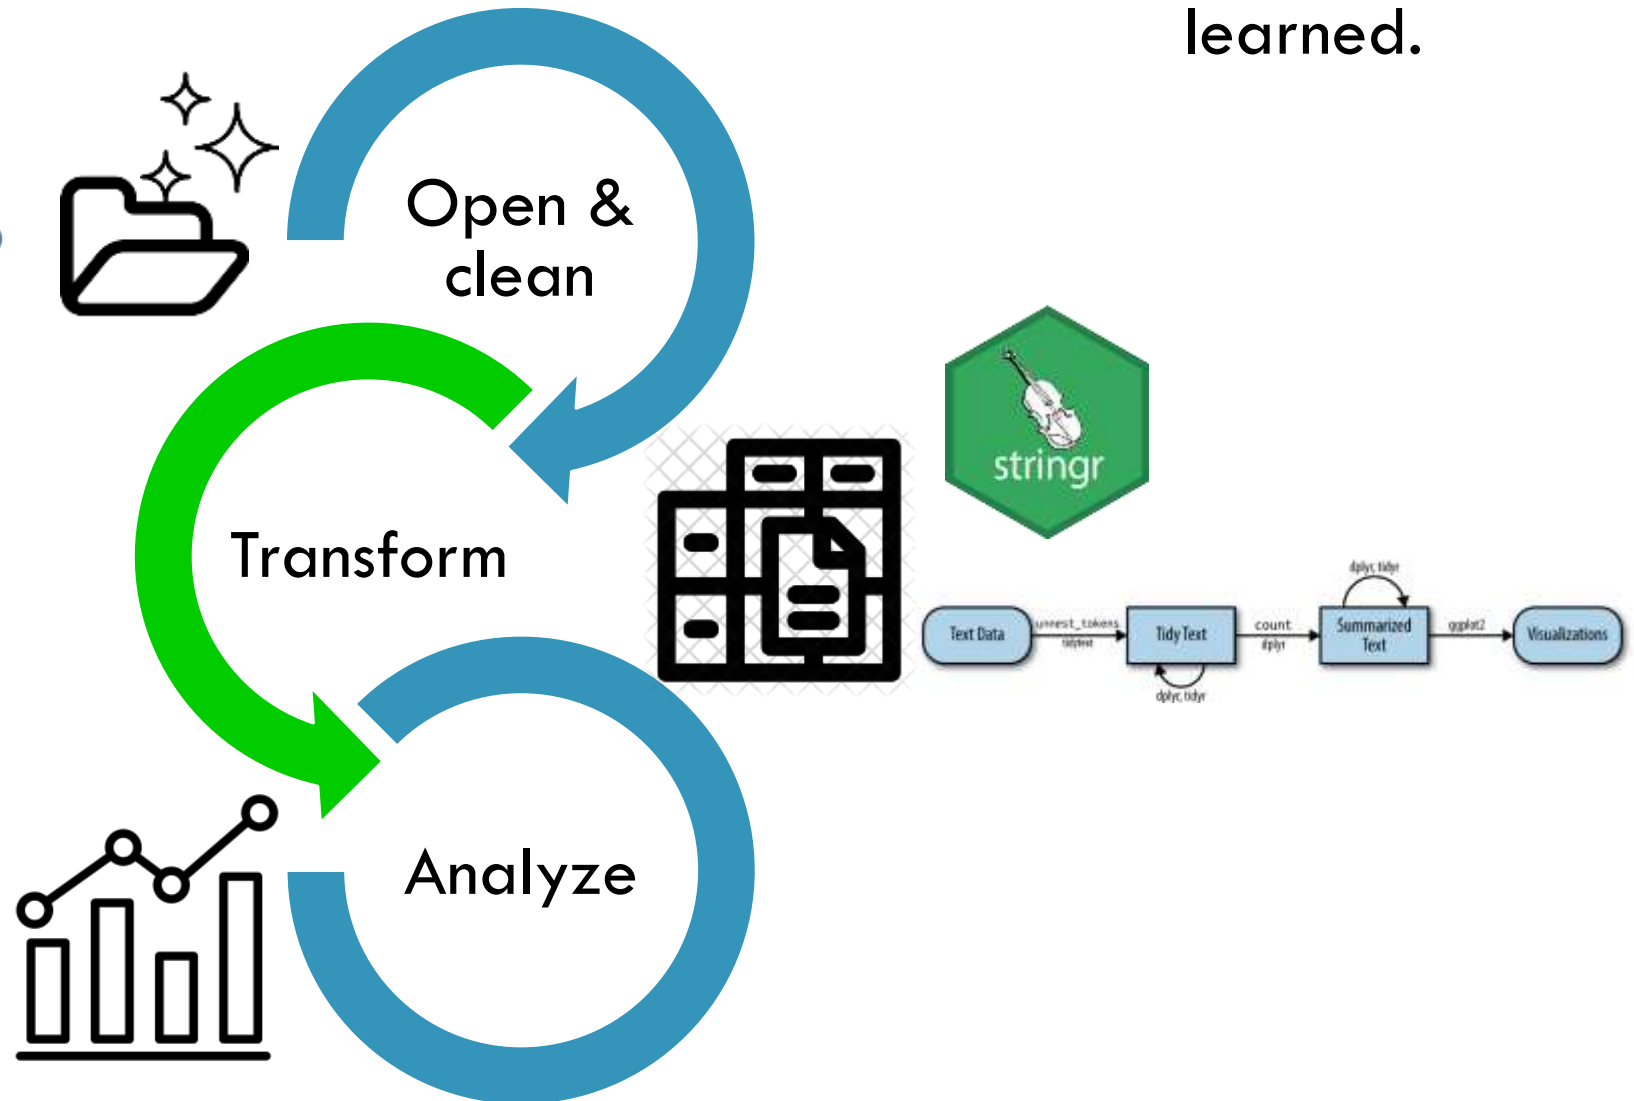 learned.
Open &
clean
stringr
Transform
dplyr, tidyr
Text Data
unnest_tokens
tidytext
Tidy Text
count
dplyr
Summarized
Text
ggplot2
Visualizations
dplyr, tidyr
Analyze